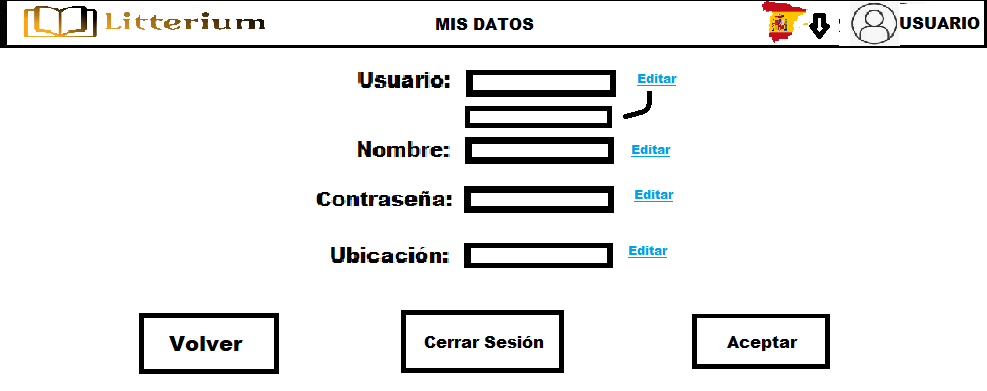 Litterium MIS DATOS USUARIO
Usuario: Editar
Nombre: Editar
Contraseña: Editar
Ubicación: Editar
Volver Cerrar Sesión Aceptar